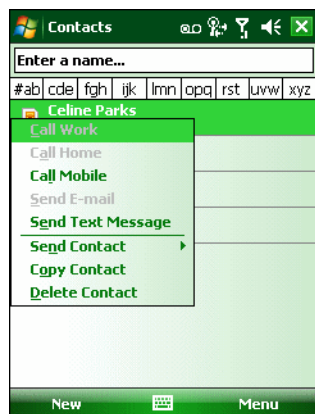 Contacts
Enter a name...
#ab cde fgh ijk lmn opq rst uvw xyz
Celine Parks
Call Work
Call Home
Call Mobile
Send E-mail
Send Text Message
Send Contact
Copy Contact
Delete Contact
New Menu